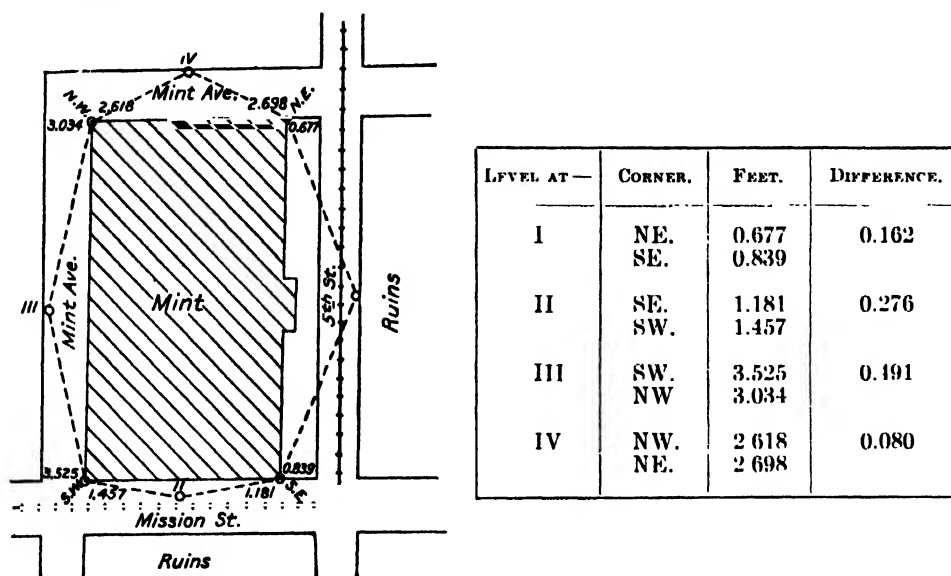 IV
Mint Ave.
N.W.
2.618
2.698
N.E.
3.034
0.677
III
Mint Ave.
Mint
5th St.
Ruins
3.525
0.839
S.W.
1.457
II
1.181
S.E.
Mission St.
Ruins
LEVEL AT— CORNER. FEET. DIFFERENCE.
I NE. 0.677 0.162
SE. 0.839
II SE. 1.181 0.276
SW. 1.457
III SW. 3.525 0.491
NW 3.034
IV NW. 2 618 0.080
NE. 2 698